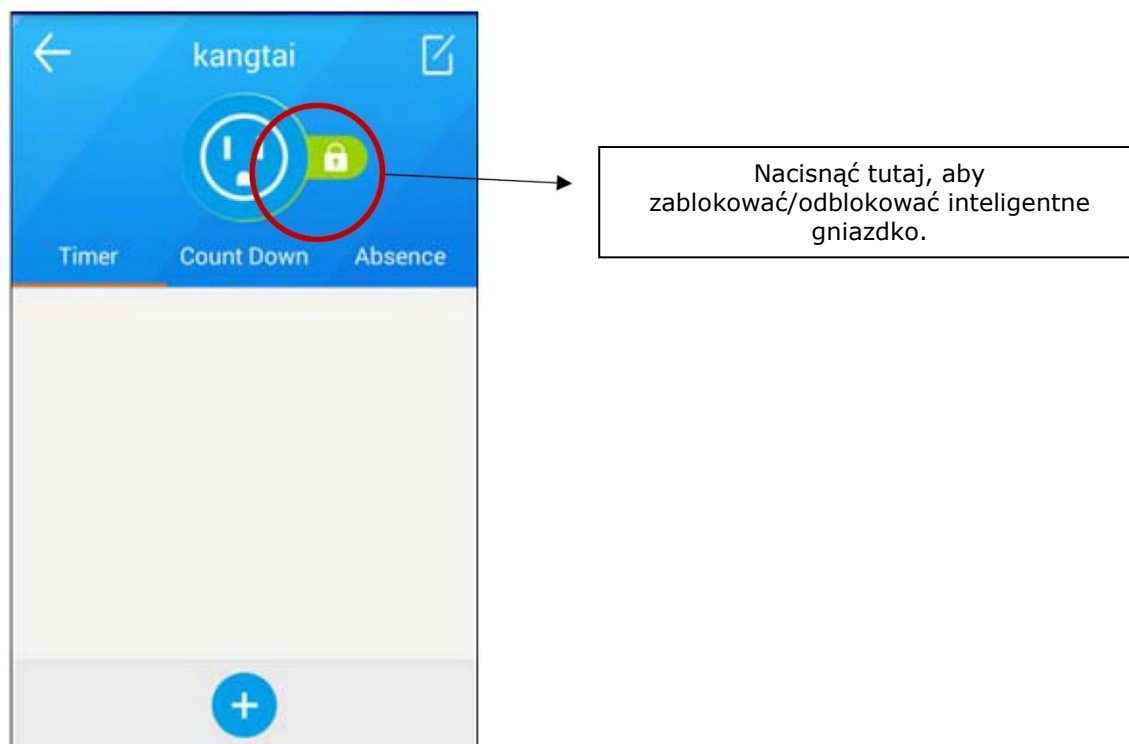 kangtai
Timer Count Down Absence
Nacisnąć tutaj, aby
zablokować/odblokować inteligentne
gniazdko.